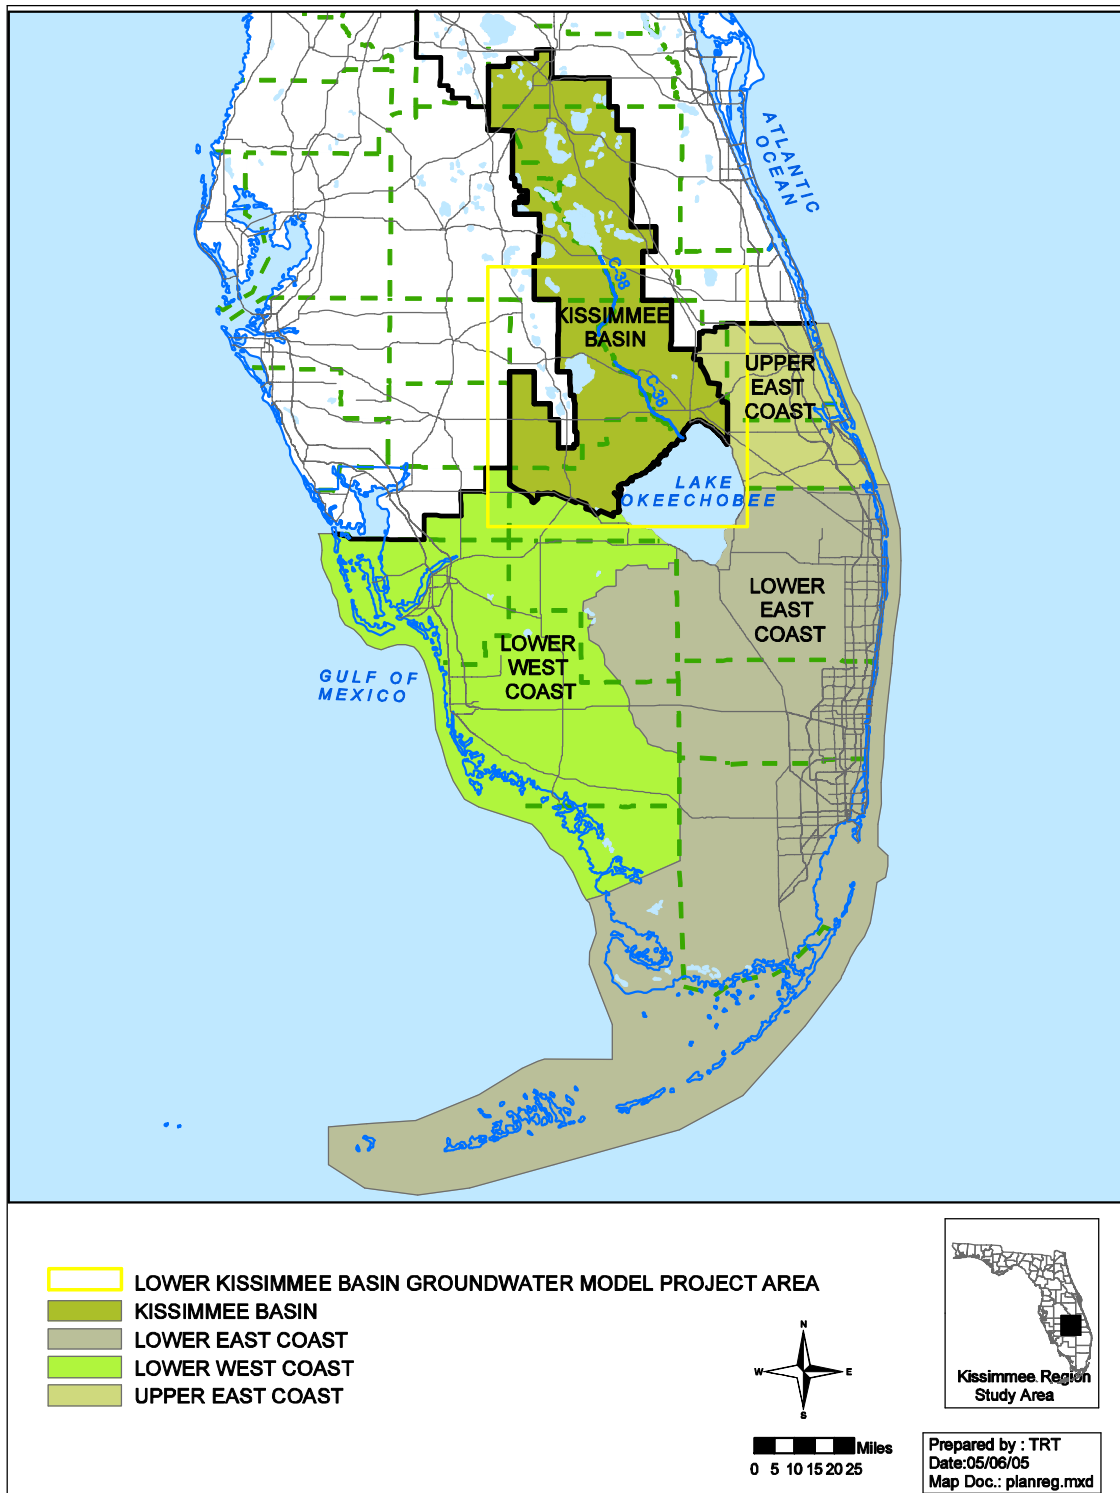 ATLANTIC
OCEAN
C-38
KISSIMMEE
BASIN
UPPER
EAST
COAST
C-38
LAKE
OKEECHOBEE
LOWER
EAST
COAST
LOWER
WEST
COAST
GULF OF
MEXICO
LOWER KISSIMMEE BASIN GROUNDWATER MODEL PROJECT AREA
KISSIMMEE BASIN
LOWER EAST COAST
LOWER WEST COAST
UPPER EAST COAST
N
W E
S
Miles
0 5 10 15 20 25
Kissimmee Region
Study Area
Prepared by : TRT
Date:05/06/05
Map Doc.: planreg.mxd